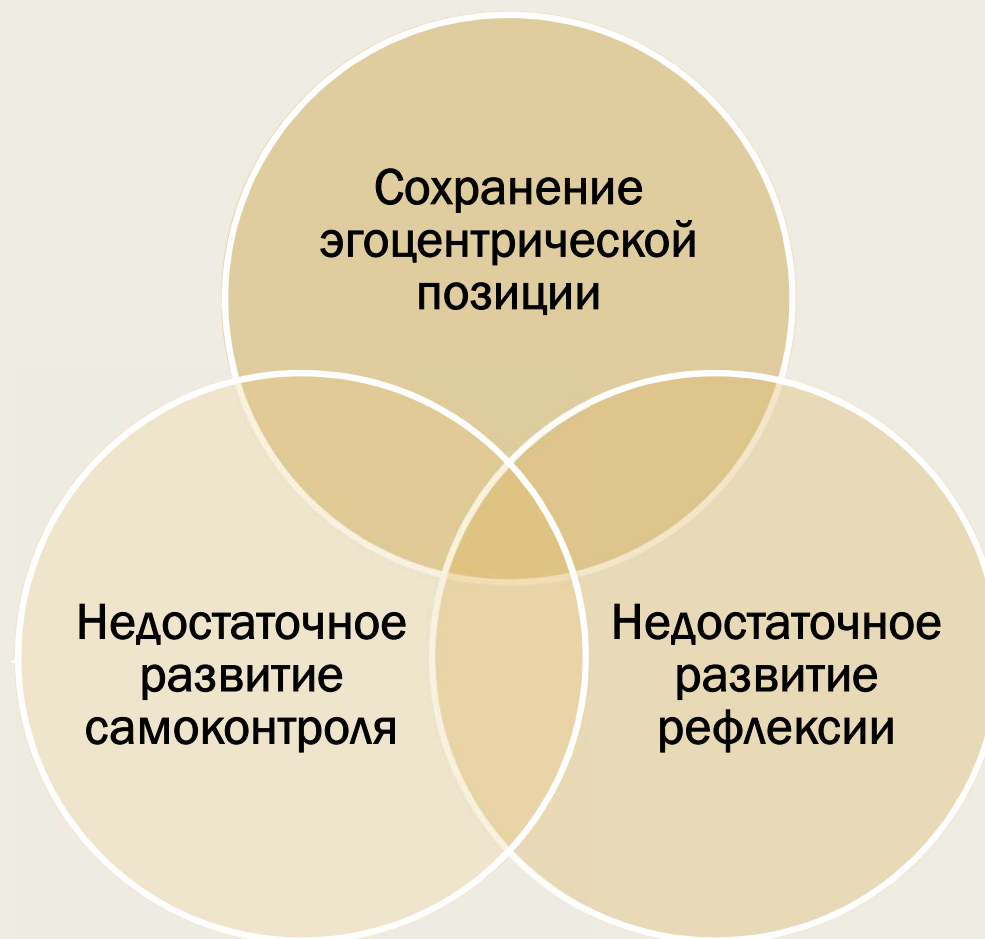 Сохранение
эгоцентрической
позиции
Недостаточное
развитие
самоконтроля
Недостаточное
развитие
рефлексии